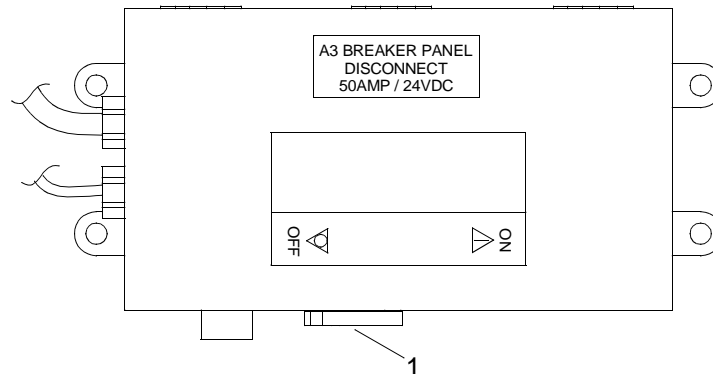 A3 BREAKER PANEL
DISCONNECT
50AMP / 24VDC
OFF
ON
1